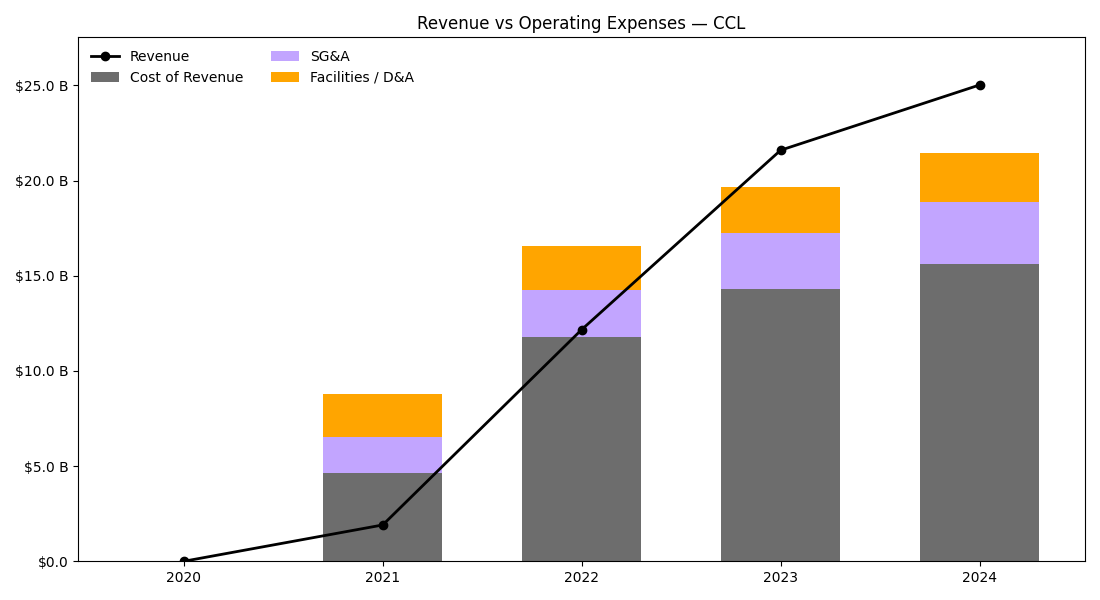 Revenue vs Operating Expenses — CCL
Revenue
Cost of Revenue
SG&A
Facilities / D&A
$25.0 B
$20.0 B
$15.0 B
$10.0 B
$5.0 B
$0.0
2020 2021 2022 2023 2024